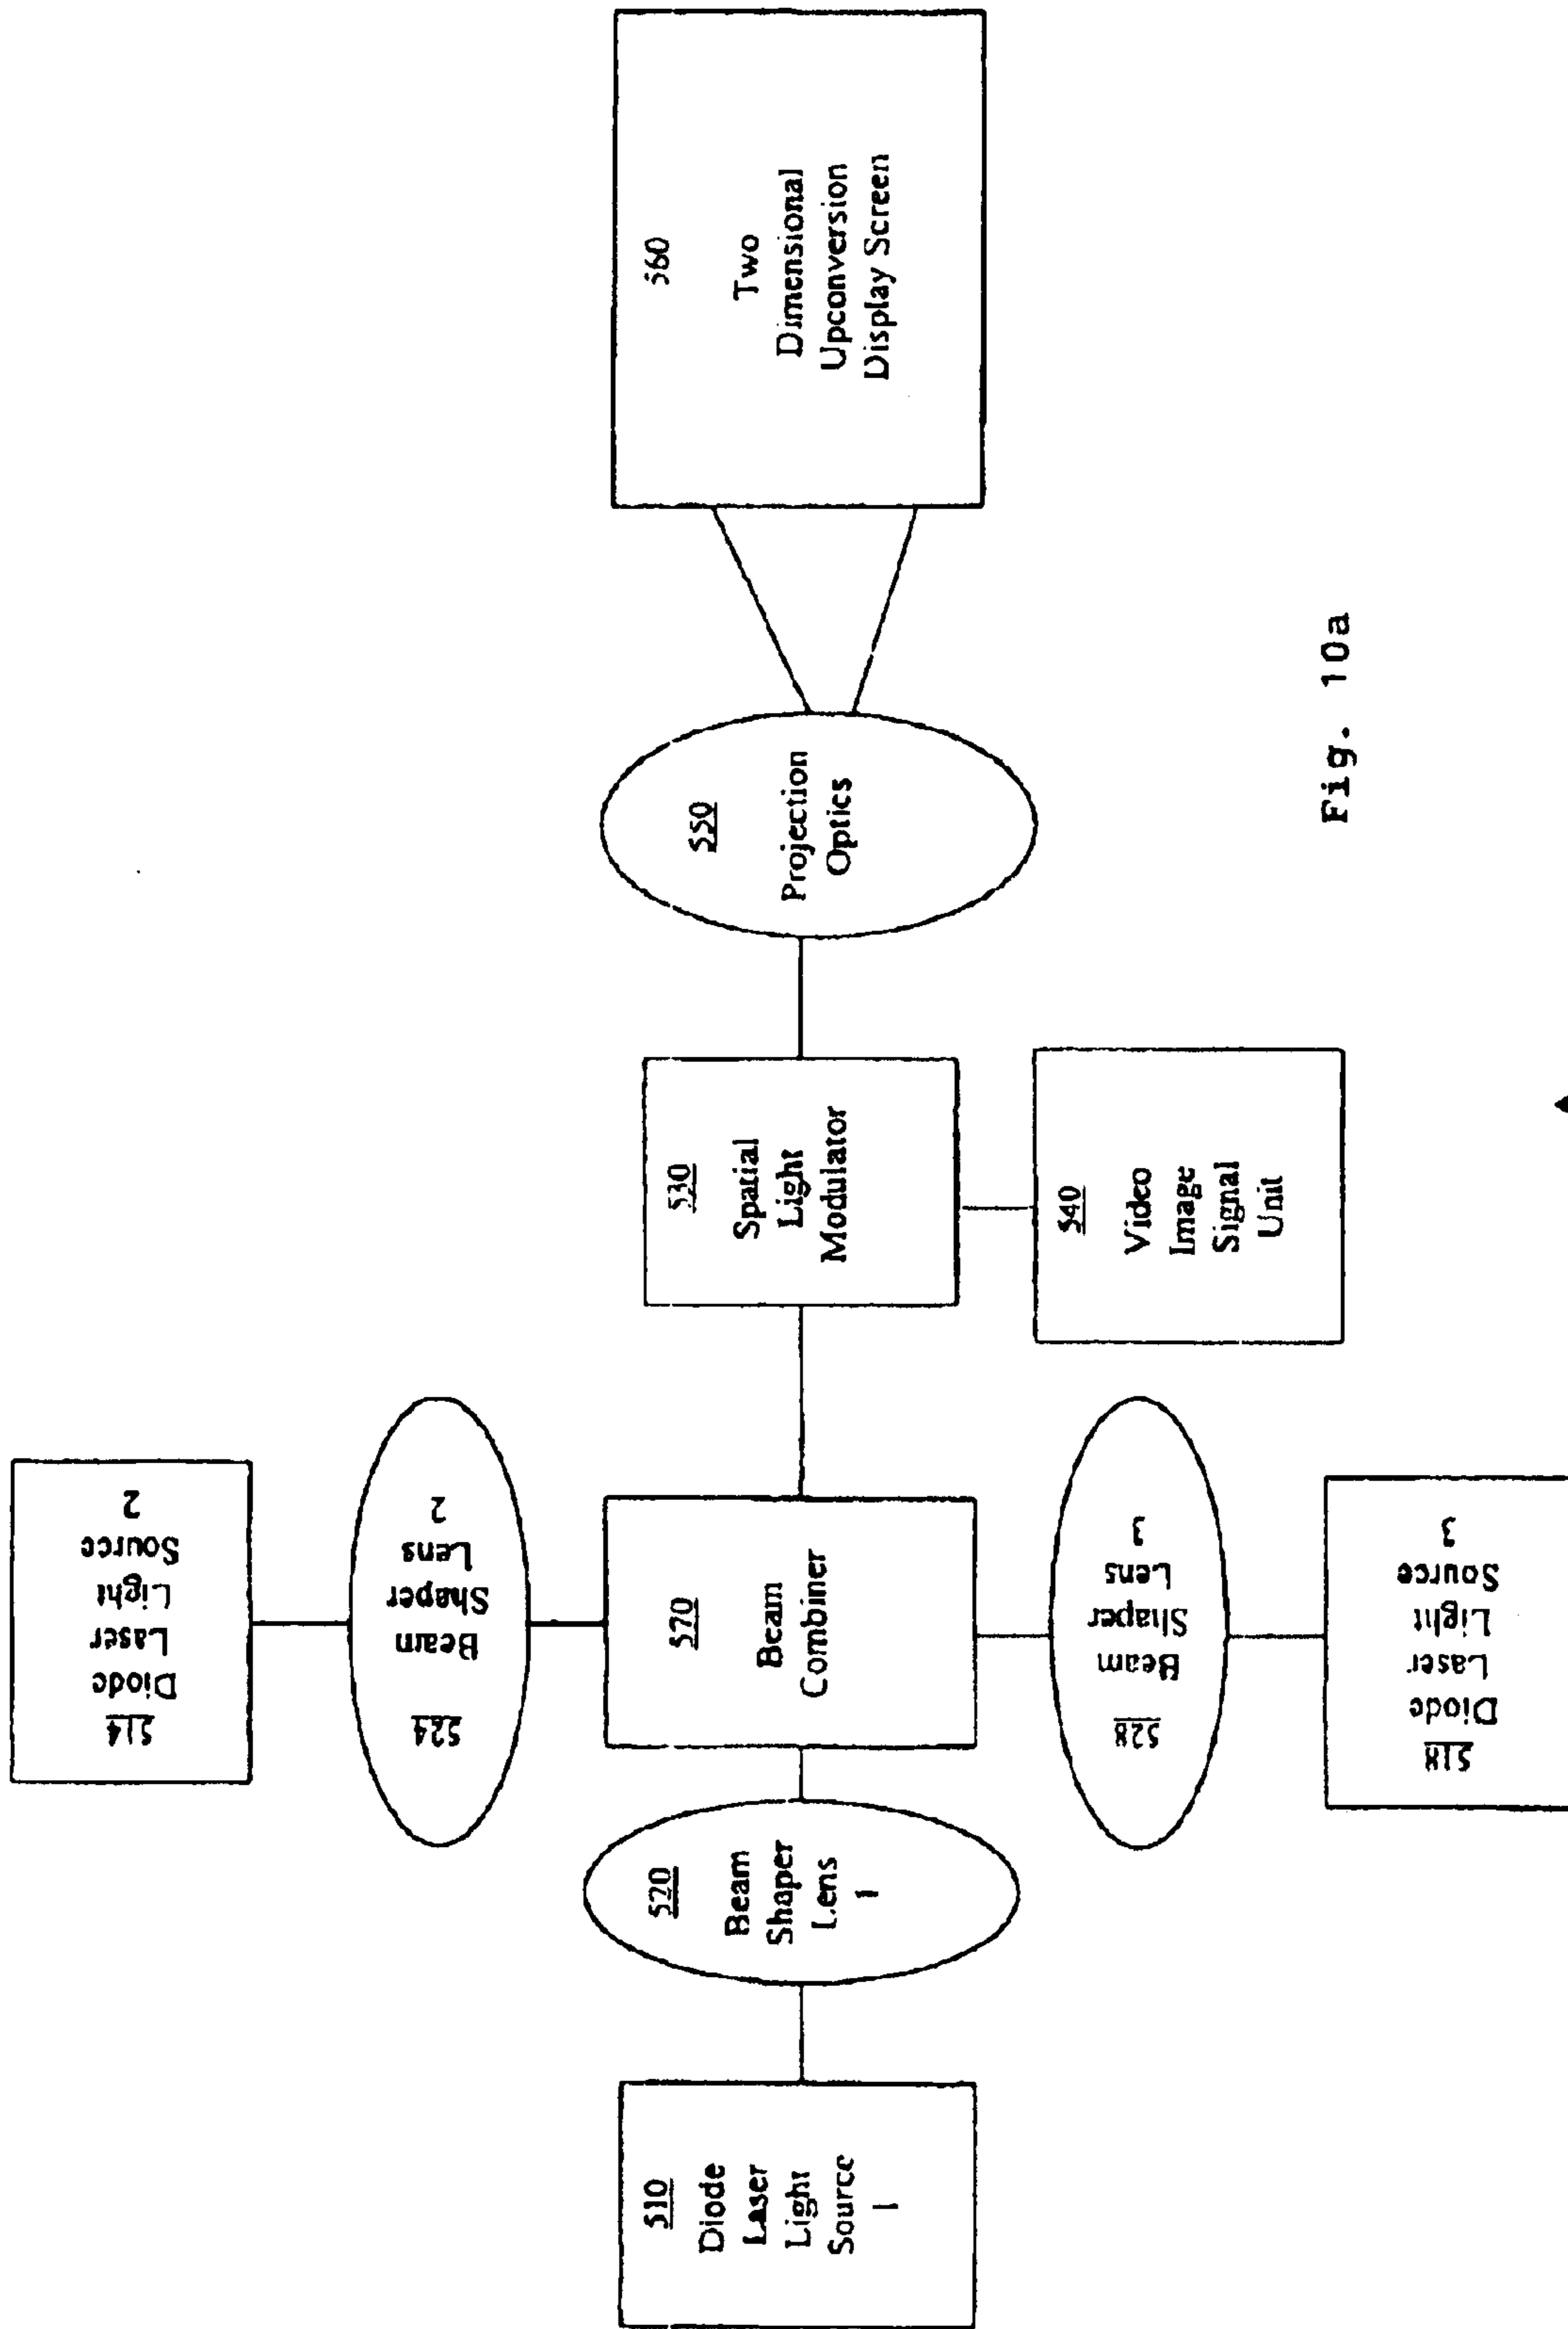 510
Diode
Laser
Light
Source
1
520
Beam
Shaper
Lens
1
514
Diode
Laser
Light
Source
2
524
Beam
Shaper
Lens
2
570
Beam
Combiner
528
Beam
Shaper
Lens
3
518
Diode
Laser
Light
Source
3
530
Spatial
Light
Modulator
540
Video
Image
Signal
Unit
550
Projection
Optics
560
Two
Dimensional
Upconversion
Display Screen
Fig. 10a